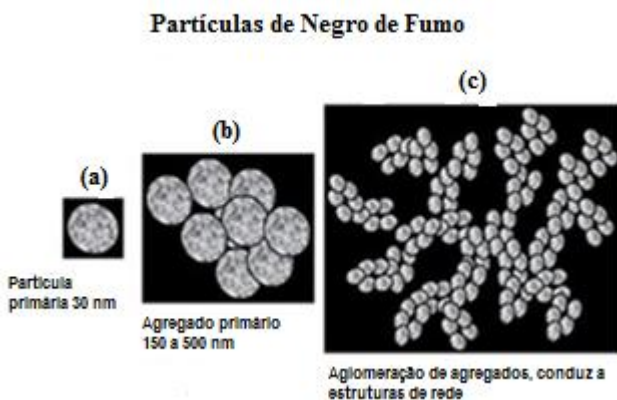 Partículas de Negro de Fumo
(a)
Partícula
primária 30 nm
(b)
Agregado primário
150 a 500 nm
(c)
Aglomeração de agregados, conduz a
estruturas de rede